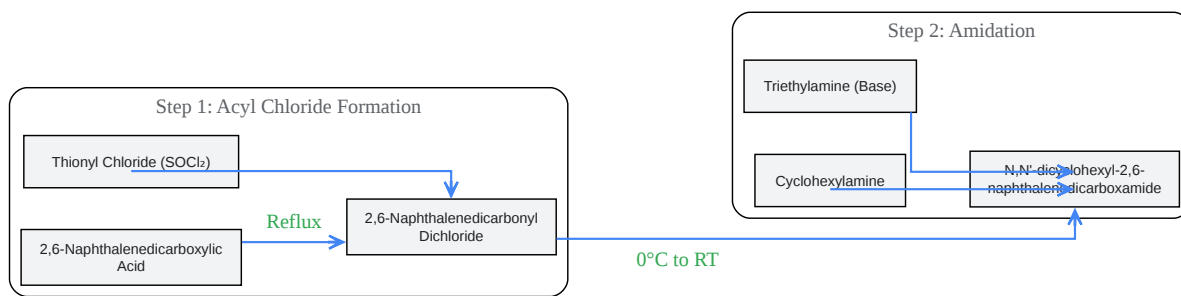 Step 1: Acyl Chloride Formation
Thionyl Chloride (SOCl₂)
2,6-Naphthalenedicarboxylic
Acid
Reflux
2,6-Naphthalenedicarbonyl
Dichloride
0°C to RT
Step 2: Amidation
Triethylamine (Base)
Cyclohexylamine
N,N'-dicyclohexyl-2,6-
naphthalenedicarboxamide